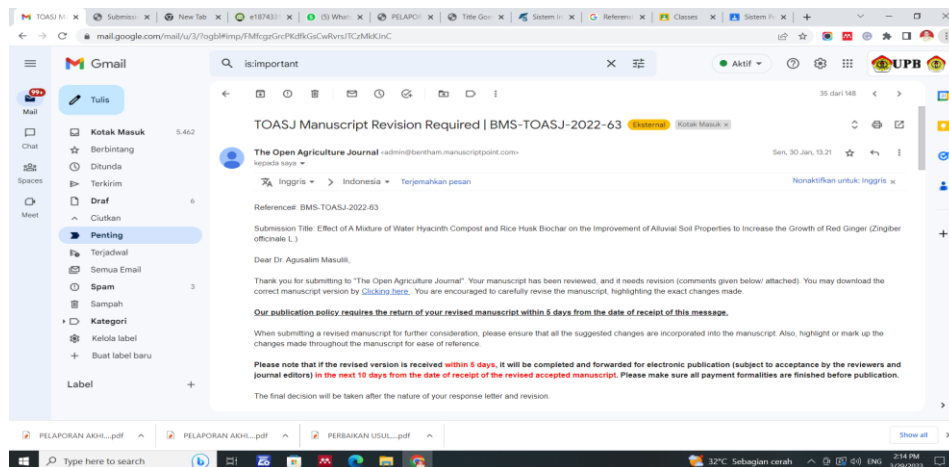 TOASJ M
Submissi
New Tab
e187433
(5) What
PELAPOR
Title Gon
Sistem In
Referensi
Classes
Sistem P
mail.google.com/mail/u/3/?ogbl#imp/FMfcgzGrcPKdfkGsCwRvrsJTCzMkKJnC
Gmail
is:important
Aktif
UPB
99+
Mail
Chat
Spaces
Meet
Tulis
Kotak Masuk 5.462
Berbintang
Ditunda
Terkirim
Draf 6
Ciutkan
Penting
Terjadwal
Semua Email
Spam 3
Sampah
Kategori
Kelola label
Buat label baru
Label
35 dari 148
TOASJ Manuscript Revision Required | BMS-TOASJ-2022-63 Eksternal Kotak Masuk x
The Open Agriculture Journal <admin@bentham.manuscriptpoint.com> Sen, 30 Jan, 13.21
kepada saya
Inggris > Indonesia Terjemahkan pesan Nonaktifkan untuk: Inggris x
Reference#: BMS-TOASJ-2022-63
Submission Title: Effect of A Mixture of Water Hyacinth Compost and Rice Husk Biochar on the Improvement of Alluvial Soil Properties to Increase the Growth of Red Ginger (Zingiber
officinale L.)
Dear Dr. Agusalim Masulili,
Thank you for submitting to "The Open Agriculture Journal". Your manuscript has been reviewed, and it needs revision (comments given below/ attached). You may download the
correct manuscript version by Clicking here . You are encouraged to carefully revise the manuscript, highlighting the exact changes made.
Our publication policy requires the return of your revised manuscript within 5 days from the date of receipt of this message.
When submitting a revised manuscript for further consideration, please ensure that all the suggested changes are incorporated into the manuscript. Also, highlight or mark up the
changes made throughout the manuscript for ease of reference.
Please note that if the revised version is received within 5 days, it will be completed and forwarded for electronic publication (subject to acceptance by the reviewers and
journal editors) in the next 10 days from the date of receipt of the revised accepted manuscript. Please make sure all payment formalities are finished before publication.
The final decision will be taken after the nature of your response letter and revision.
PELAPORAN AKHI....pdf
PELAPORAN AKHI....pdf
PERBAIKAN USUL....pdf
Show all
Type here to search
32°C Sebagian cerah
ENG
2:14 PM
3/29/2023